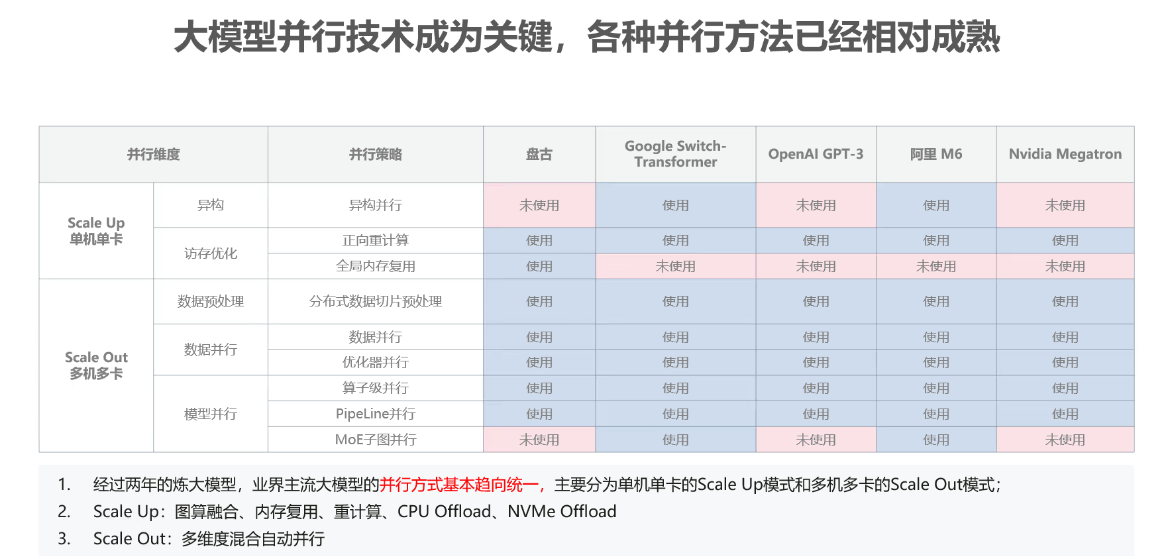 大模型并行技术成为关键，各种并行方法已经相对成熟
并行维度 并行策略 盘古 Google Switch-Transformer OpenAI GPT-3 阿里 M6 Nvidia Megatron
Scale Up
单机单卡
异构 异构并行 未使用 使用 未使用 使用 未使用
访存优化
正向重计算 使用 使用 使用 使用 使用
全局内存复用 使用 未使用 未使用 未使用 未使用
Scale Out
多机多卡
数据预处理 分布式数据切片预处理 使用 使用 使用 使用 使用
数据并行
数据并行 使用 使用 使用 使用 使用
优化器并行 使用 使用 使用 使用 使用
模型并行
算子级并行 使用 使用 使用 使用 使用
PipeLine并行 使用 使用 使用 使用 使用
MoE子图并行 未使用 使用 未使用 使用 未使用
1. 经过两年的炼大模型，业界主流大模型的并行方式基本趋向统一，主要分为单机单卡的Scale Up模式和多机多卡的Scale Out模式；
2. Scale Up：图算融合、内存复用、重计算、CPU Offload、NVMe Offload
3. Scale Out：多维度混合自动并行